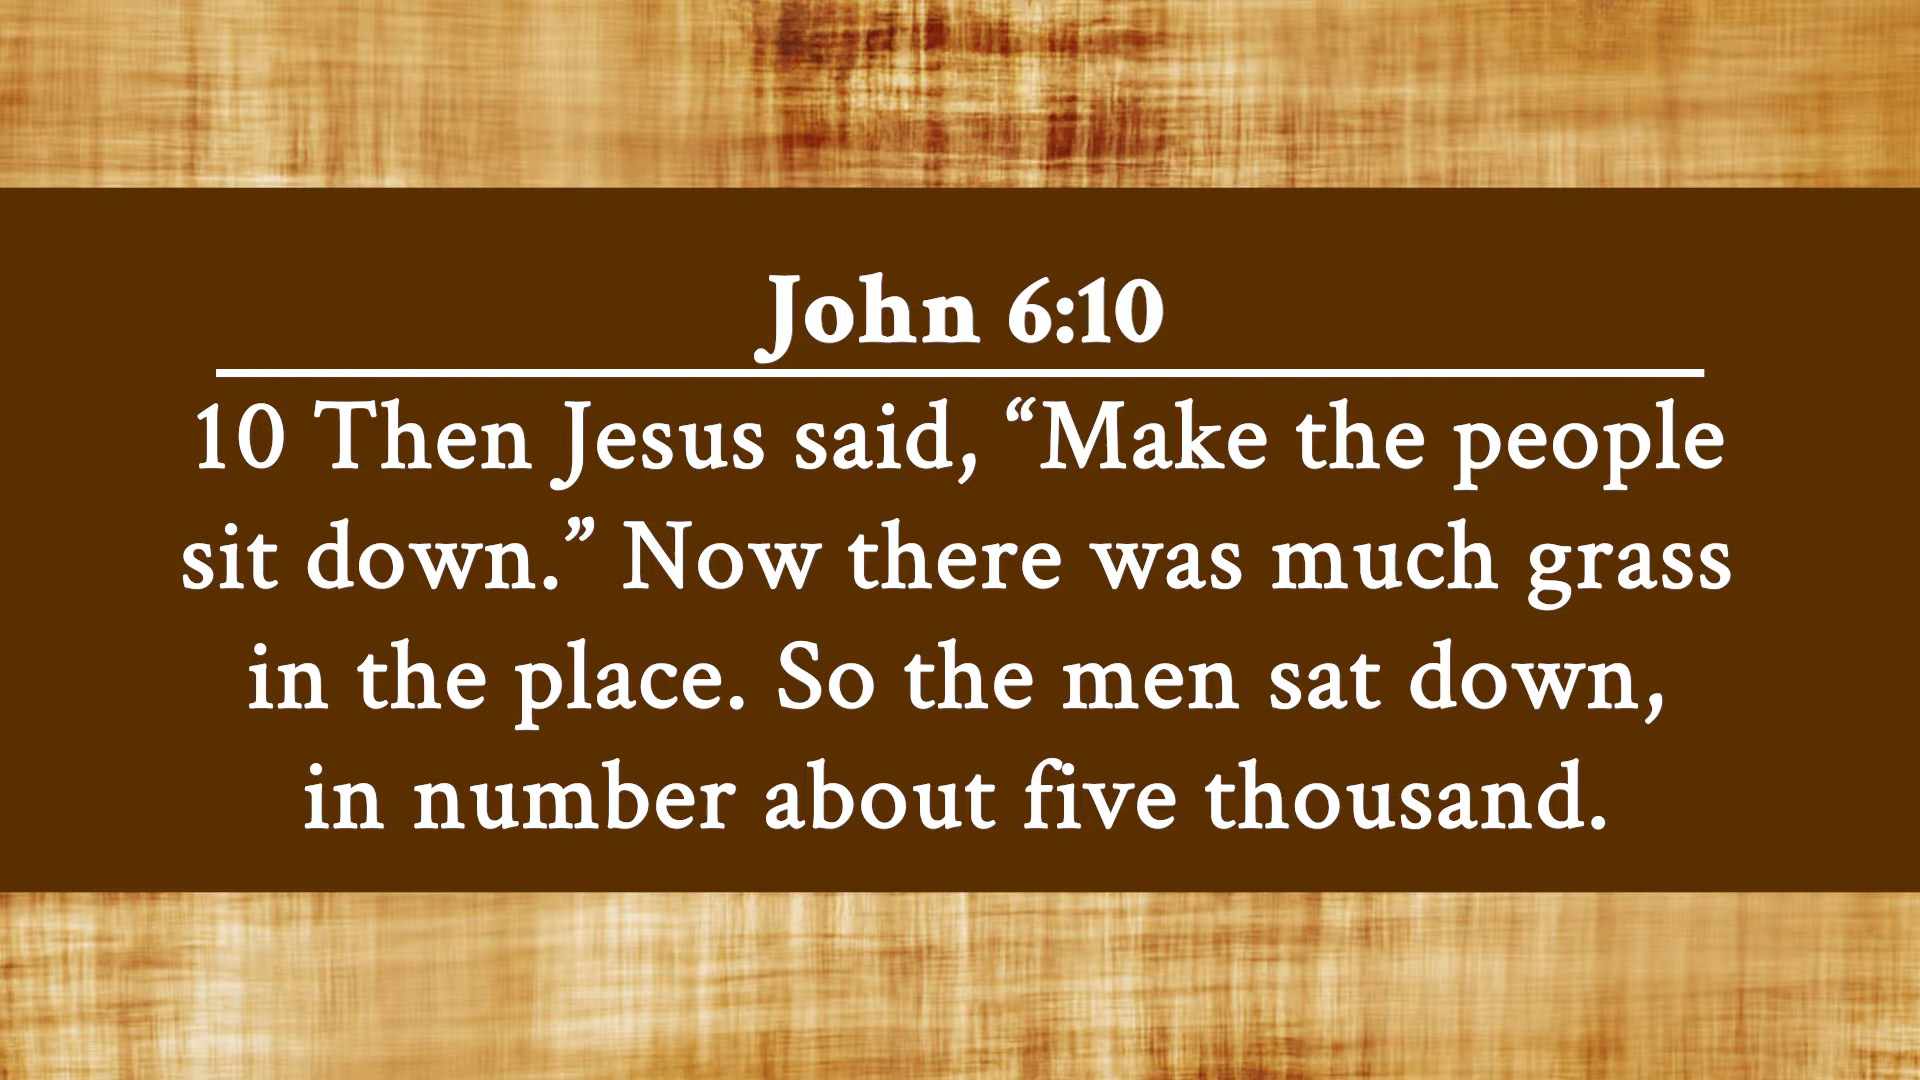 John 6:10
10 Then Jesus said, “Make the people
sit down.” Now there was much grass
in the place. So the men sat down,
in number about five thousand.